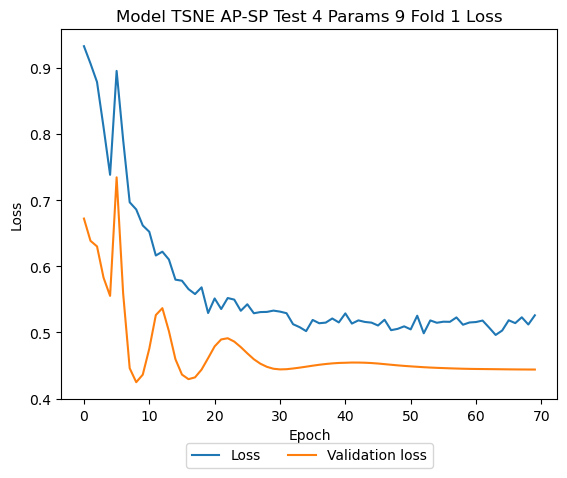 Model TSNE AP-SP Test 4 Params 9 Fold 1 Loss
0.9
0.8
0.7
0.6
0.5
0.4
Loss
0 10 20 30 40 50 60 70
Epoch
Loss Validation loss